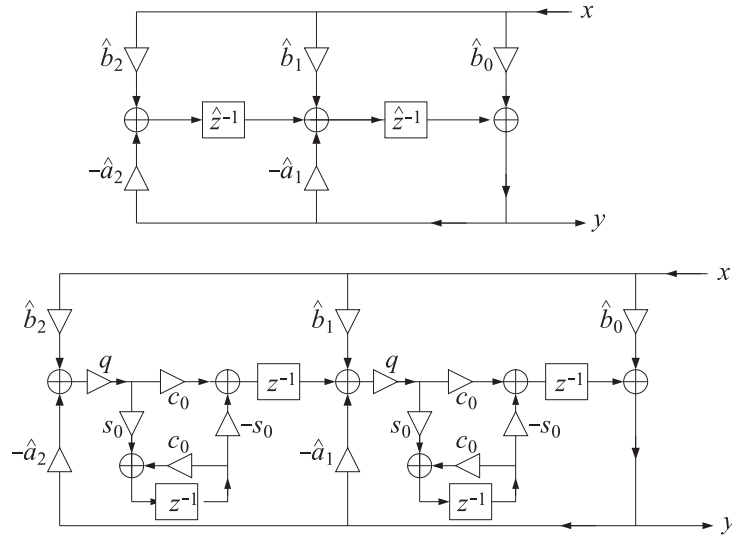 x
b̂₂ b̂₁ b̂₀
ẑ⁻¹ ẑ⁻¹
-â₂ -â₁
y
x
b̂₂ b̂₁ b̂₀
q c₀ z⁻¹ q c₀ z⁻¹
s₀ -s₀ s₀ -s₀
-â₂ c₀ -â₁ c₀
z⁻¹ z⁻¹
y